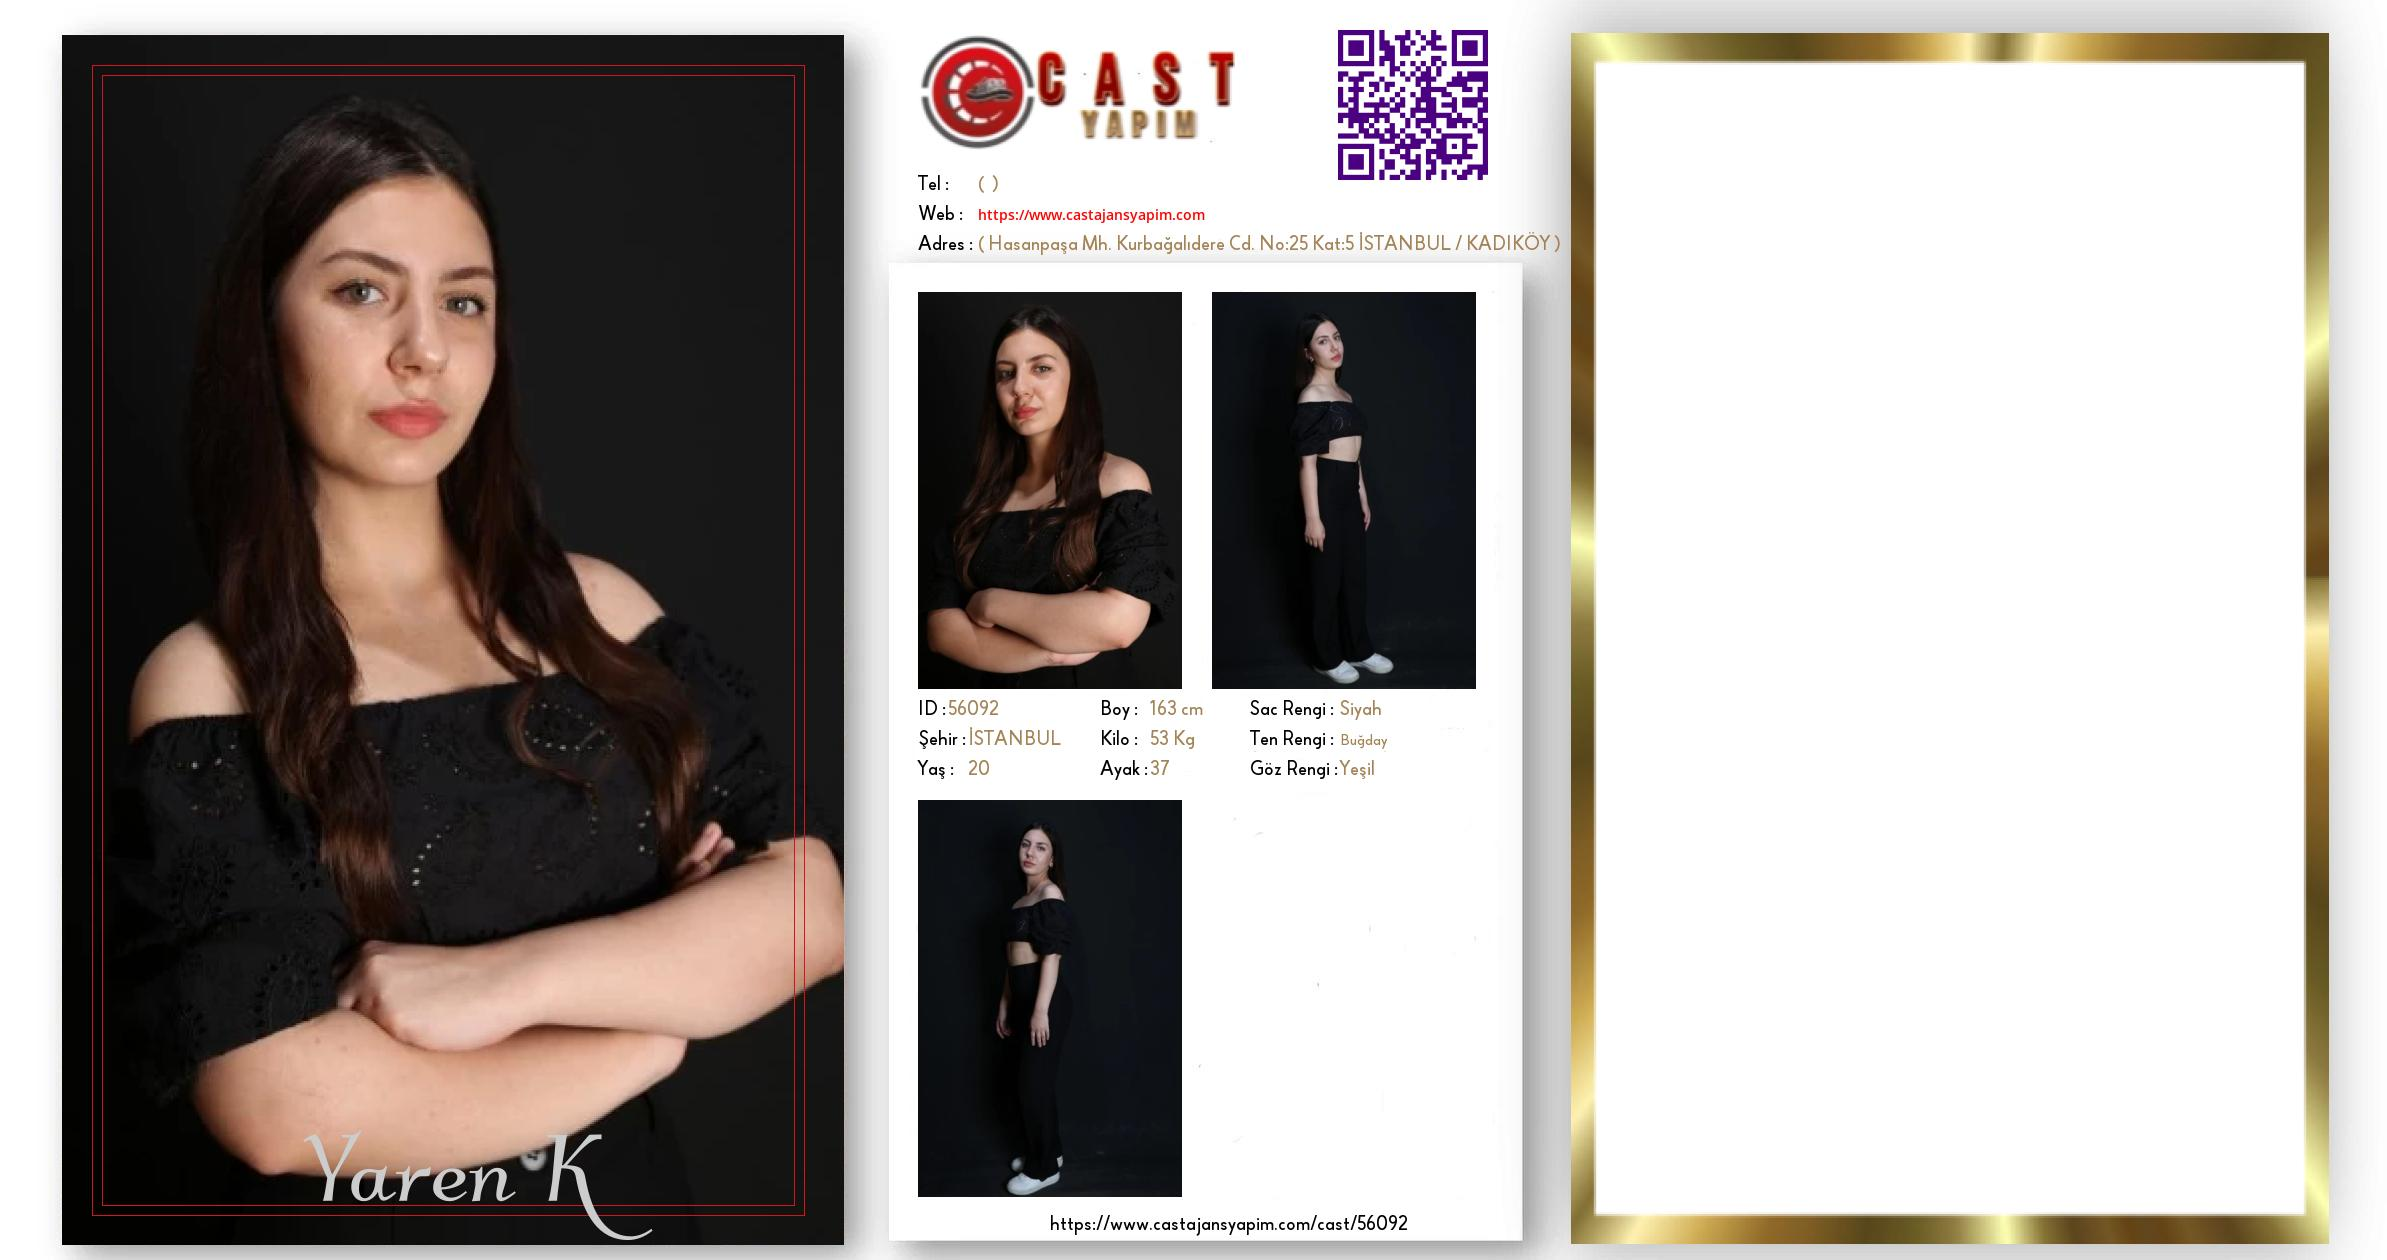 Yaren K
CAST
YAPIM
Tel : ( )
Web : https://www.castajansyapim.com
Adres : ( Hasanpaşa Mh. Kurbağalıdere Cd. No:25 Kat:5 İSTANBUL / KADIKÖY )
ID : 56092 Boy : 163 cm Sac Rengi : Siyah
Şehir : İSTANBUL Kilo : 53 Kg Ten Rengi : Buğday
Yaş : 20 Ayak : 37 Göz Rengi : Yeşil
https://www.castajansyapim.com/cast/56092